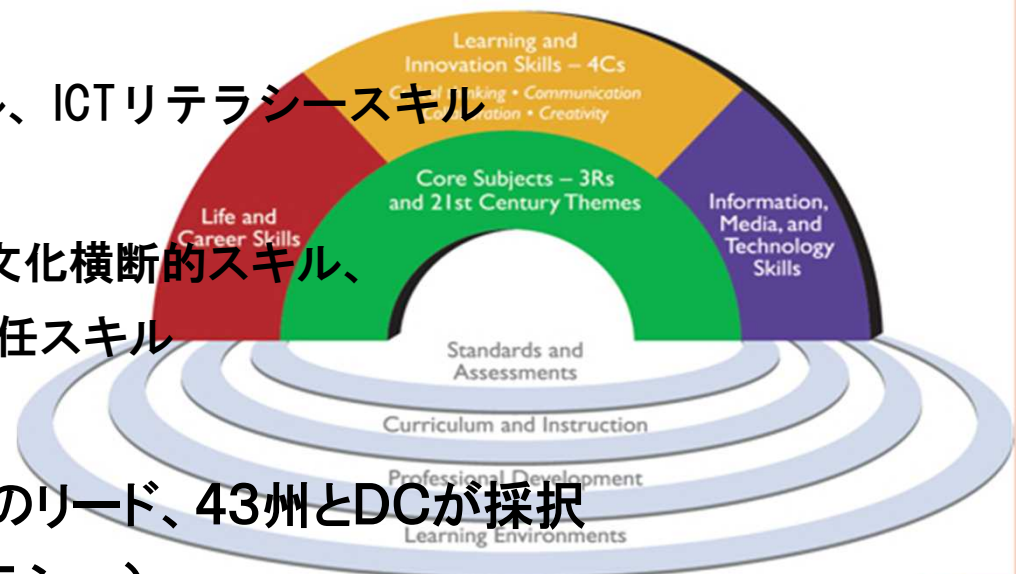 Learning and
Innovation Skills – 4Cs
、ICTリテラシースキル
Communication
Creativity
Core Subjects – 3Rs
and 21st Century Themes
Life and
Career Skills
Information,
Media, and
Technology
Skills
文化横断的スキル、
任スキル
Standards and
Assessments
Curriculum and Instruction
Professional Development
のリード、43州とDCが採択
Learning Environments